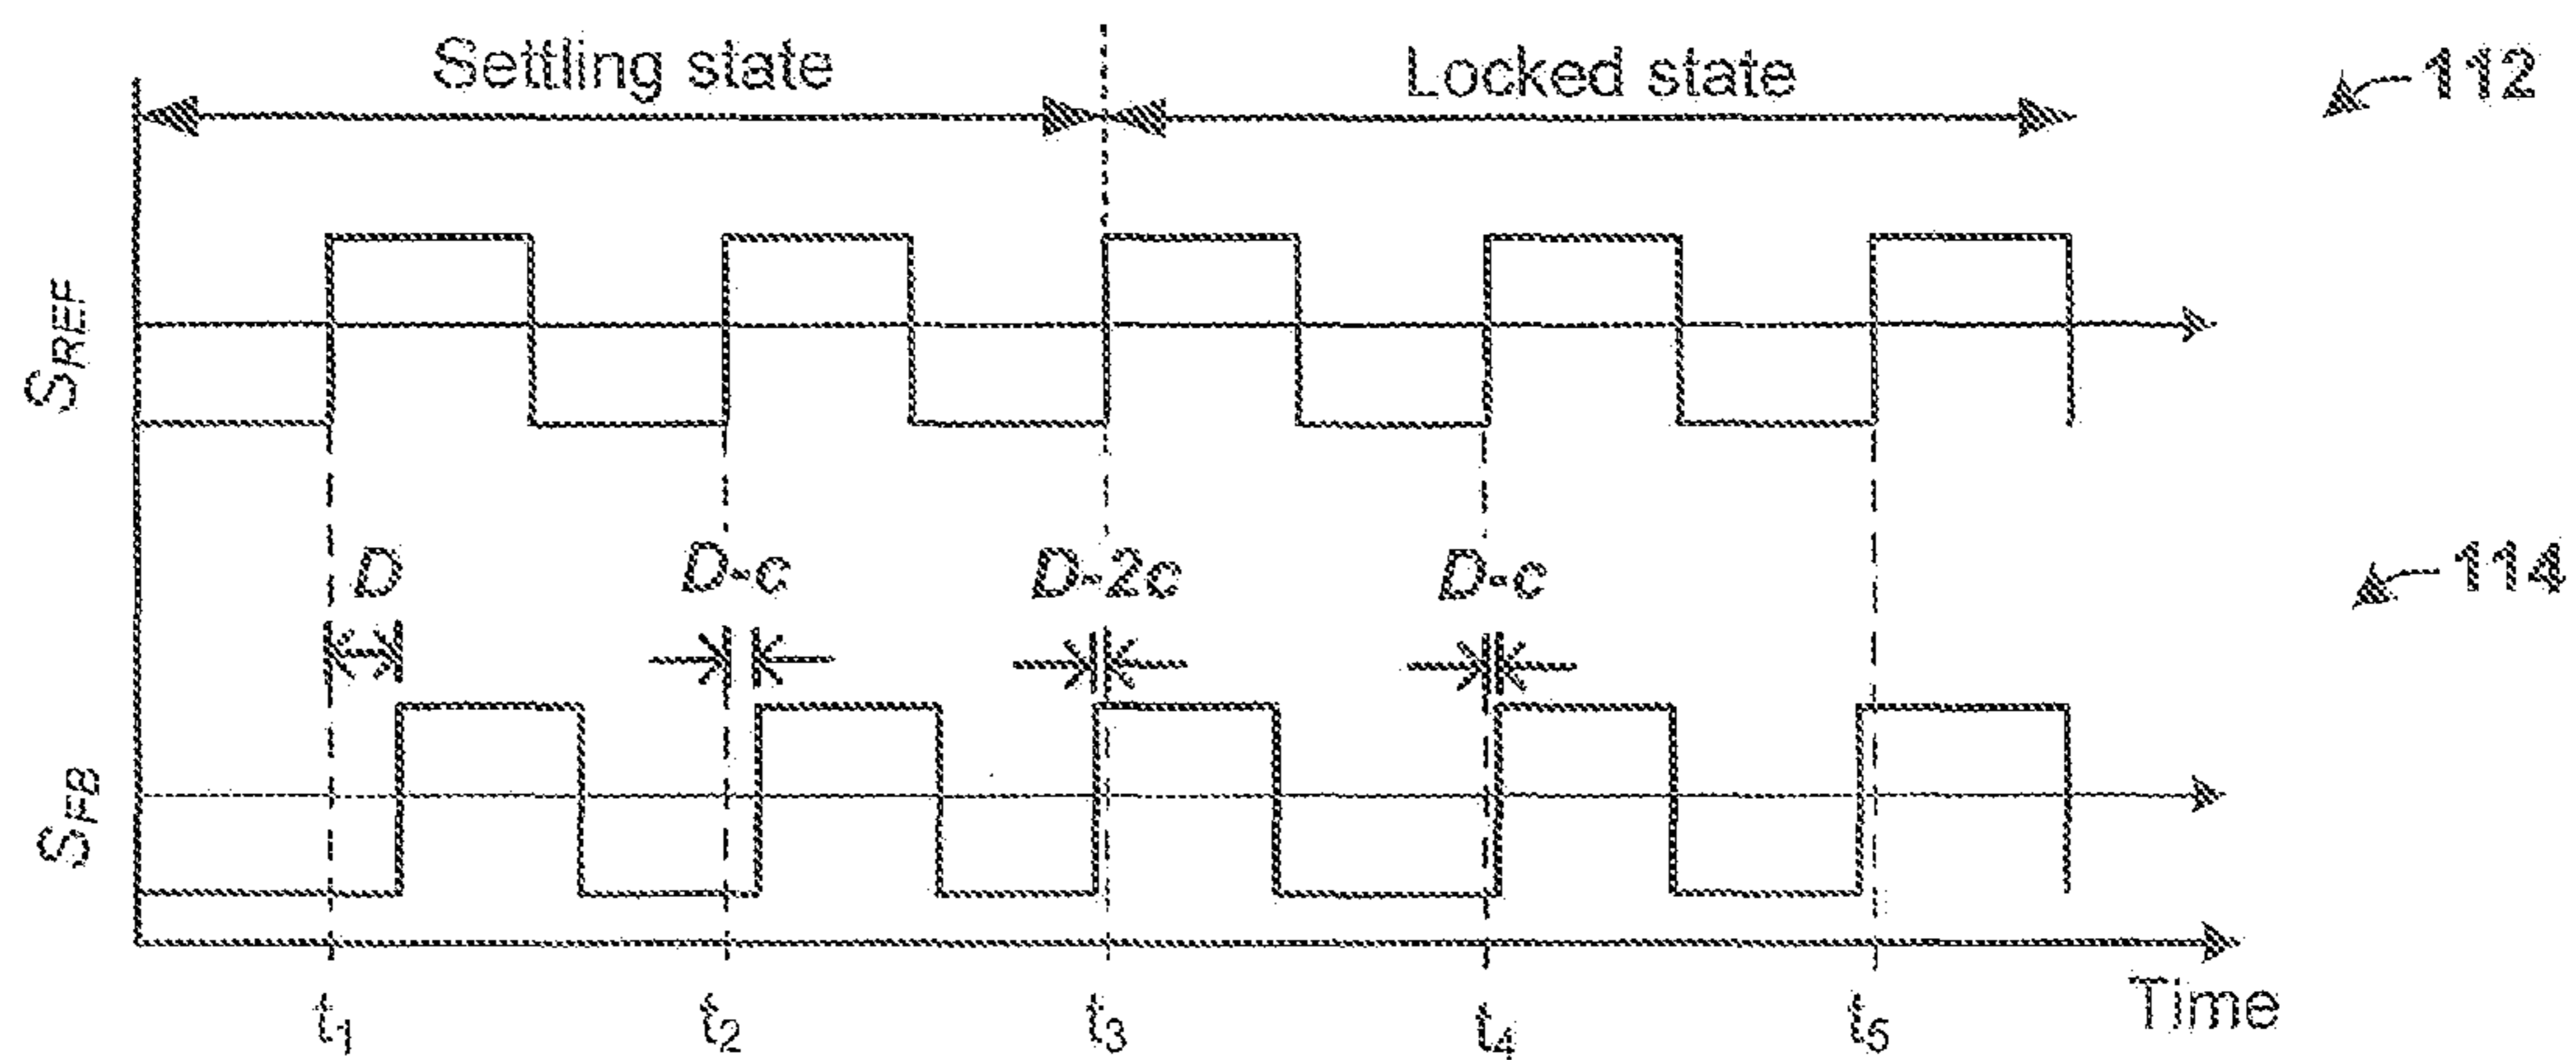 Settling state
Locked state
112
S_REF
D
D-c
D-2c
D-c
114
S_FB
t1
t2
t3
t4
t5
Time